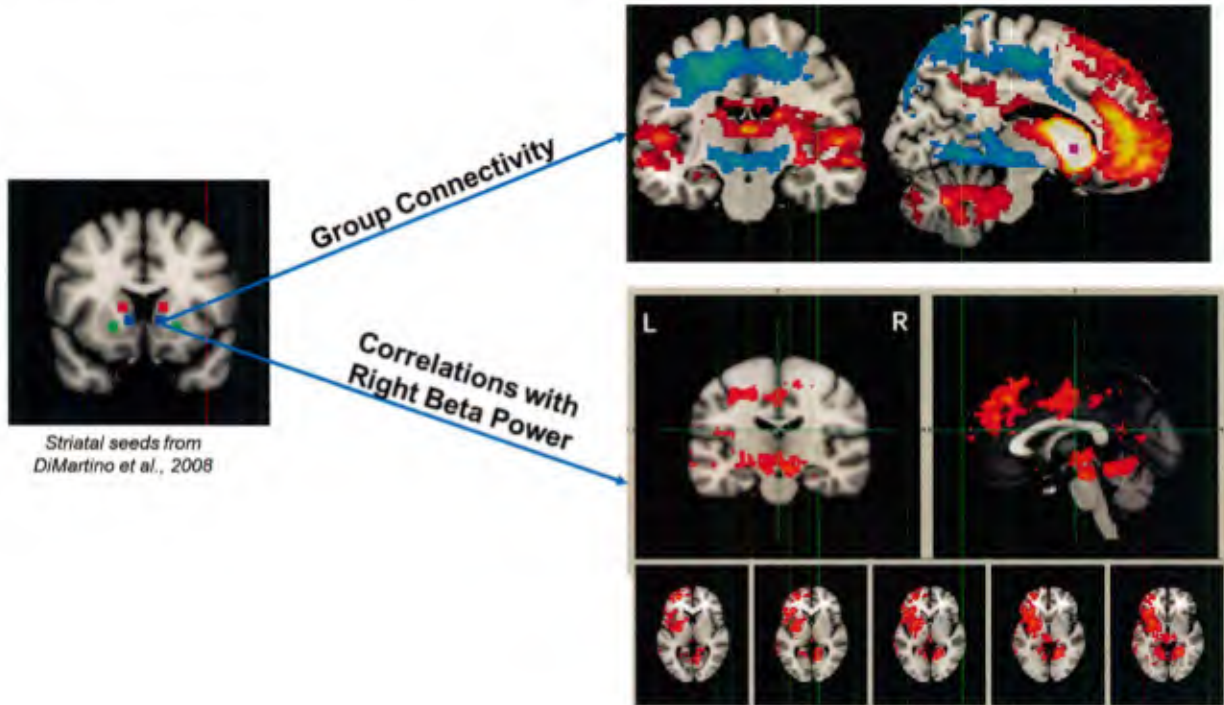 Group Connectivity
Correlations with
Right Beta Power
Striatal seeds from
DiMartino et al., 2008
L
R